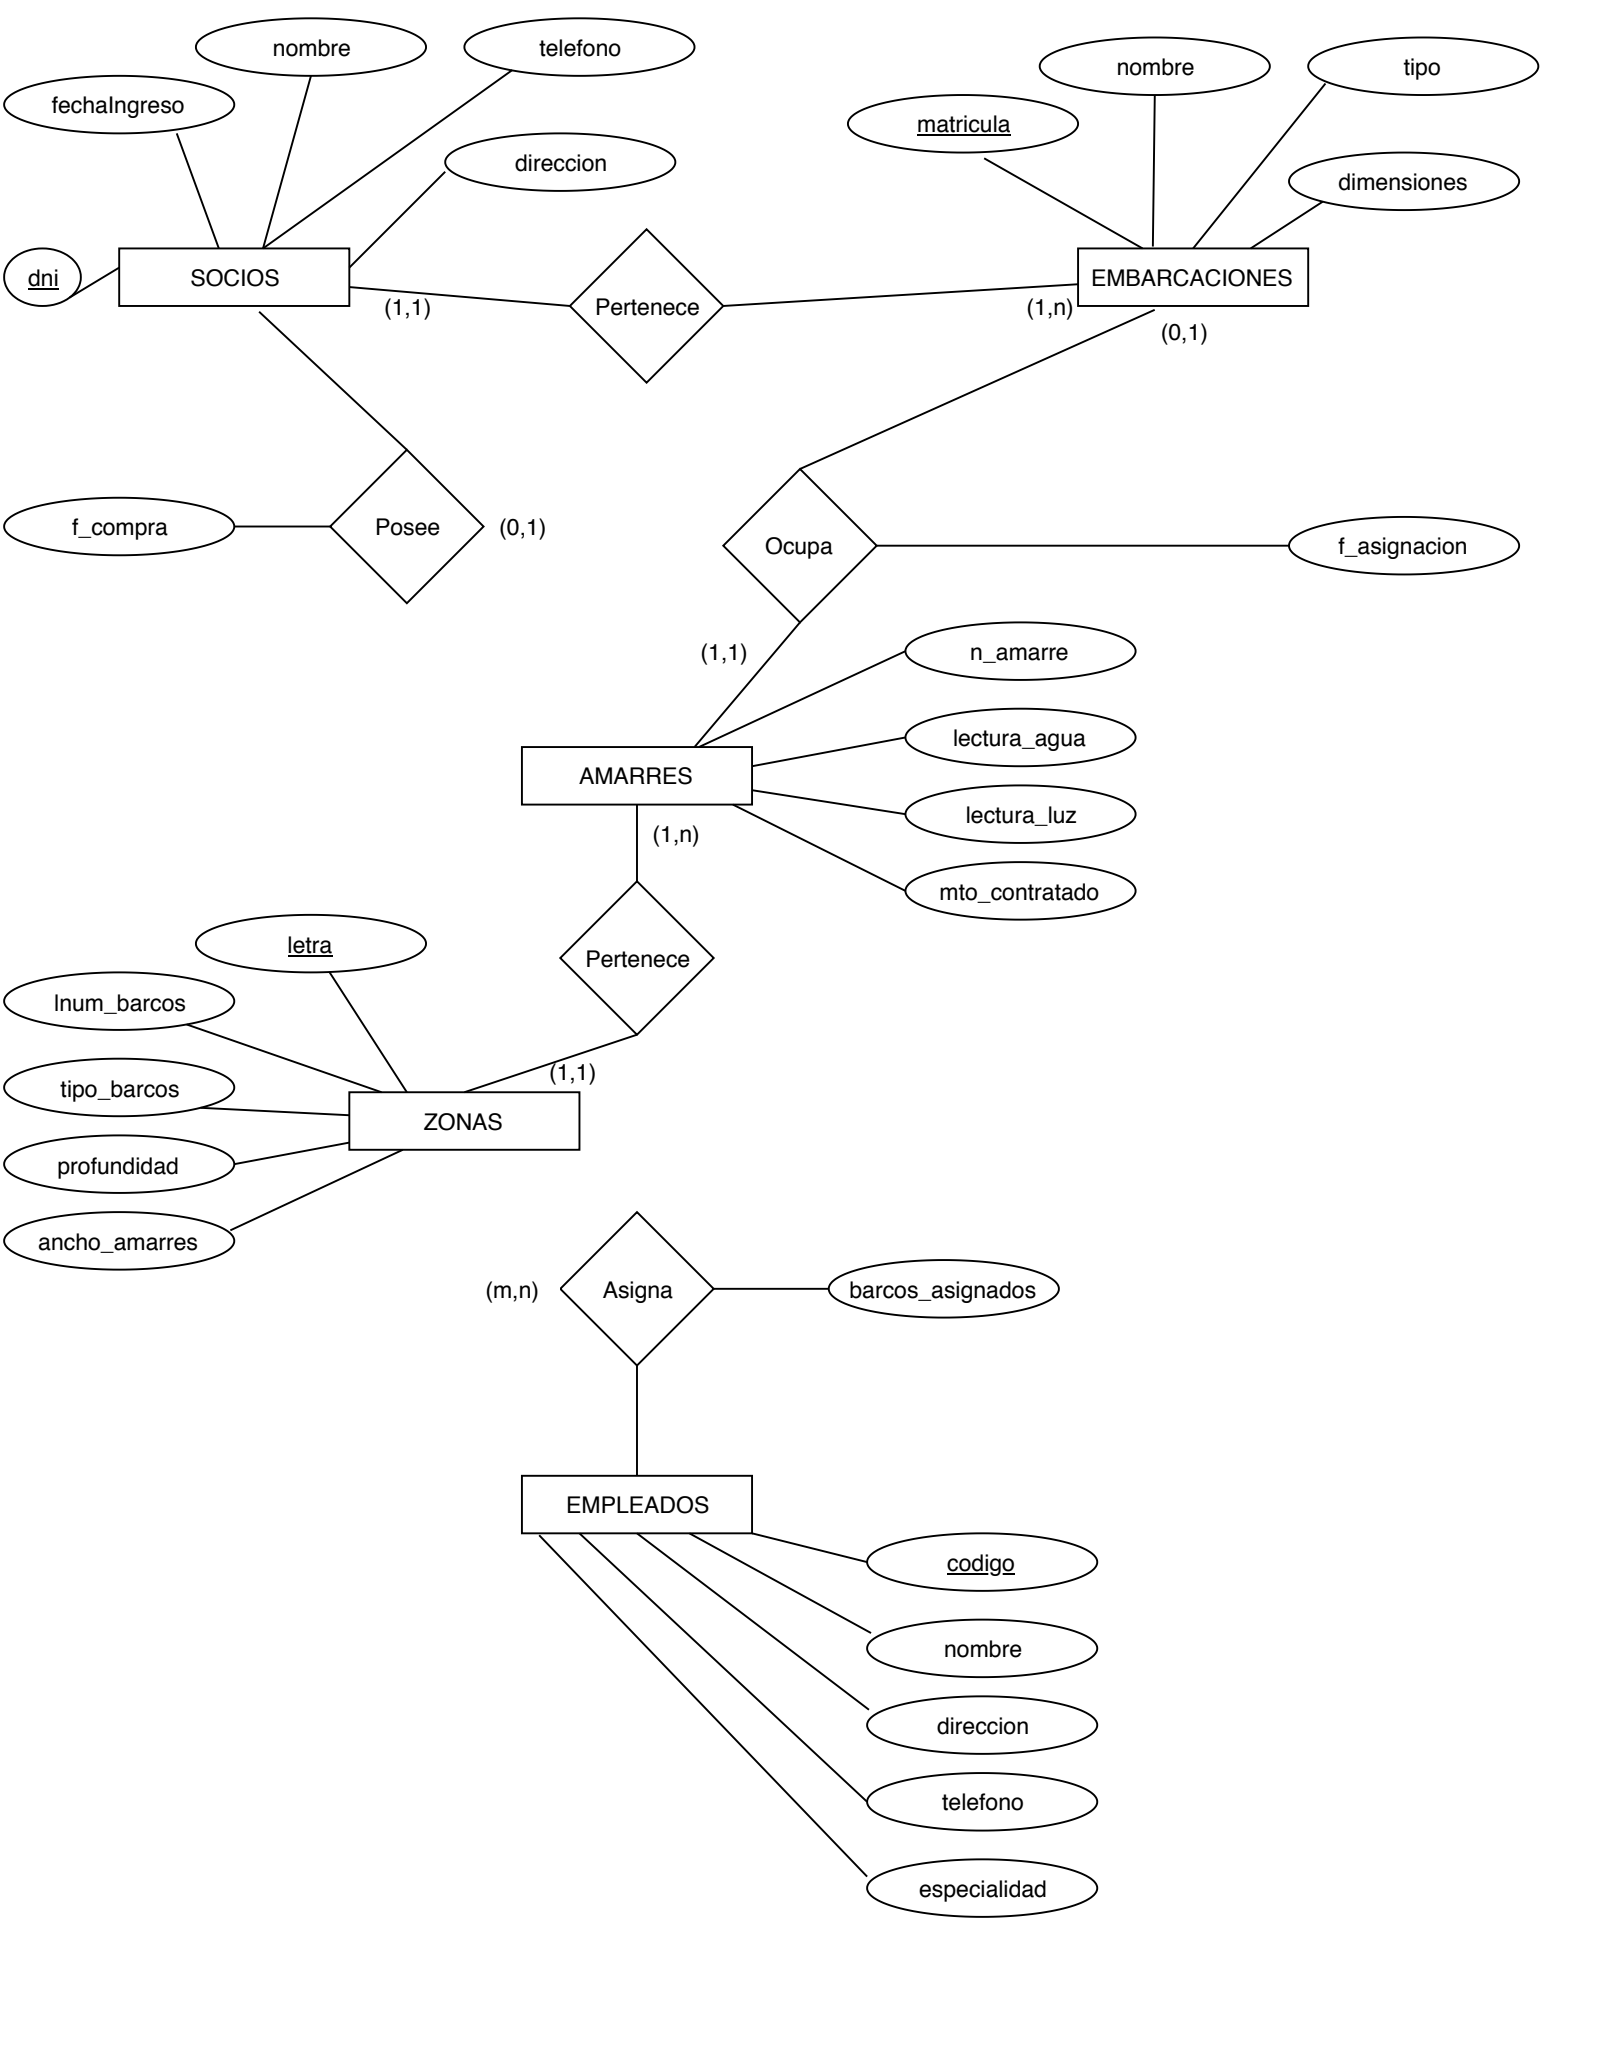 nombre
telefono
fechaIngreso
direccion
dni
SOCIOS
(1,1)
Pertenece
nombre
tipo
matricula
dimensiones
EMBARCACIONES
(1,n)
(0,1)
f_compra
Posee
(0,1)
Ocupa
f_asignacion
(1,1)
n_amarre
lectura_agua
AMARRES
lectura_luz
(1,n)
mto_contratado
letra
Pertenece
lnum_barcos
(1,1)
tipo_barcos
ZONAS
profundidad
ancho_amarres
(m,n)
Asigna
barcos_asignados
EMPLEADOS
codigo
nombre
direccion
telefono
especialidad